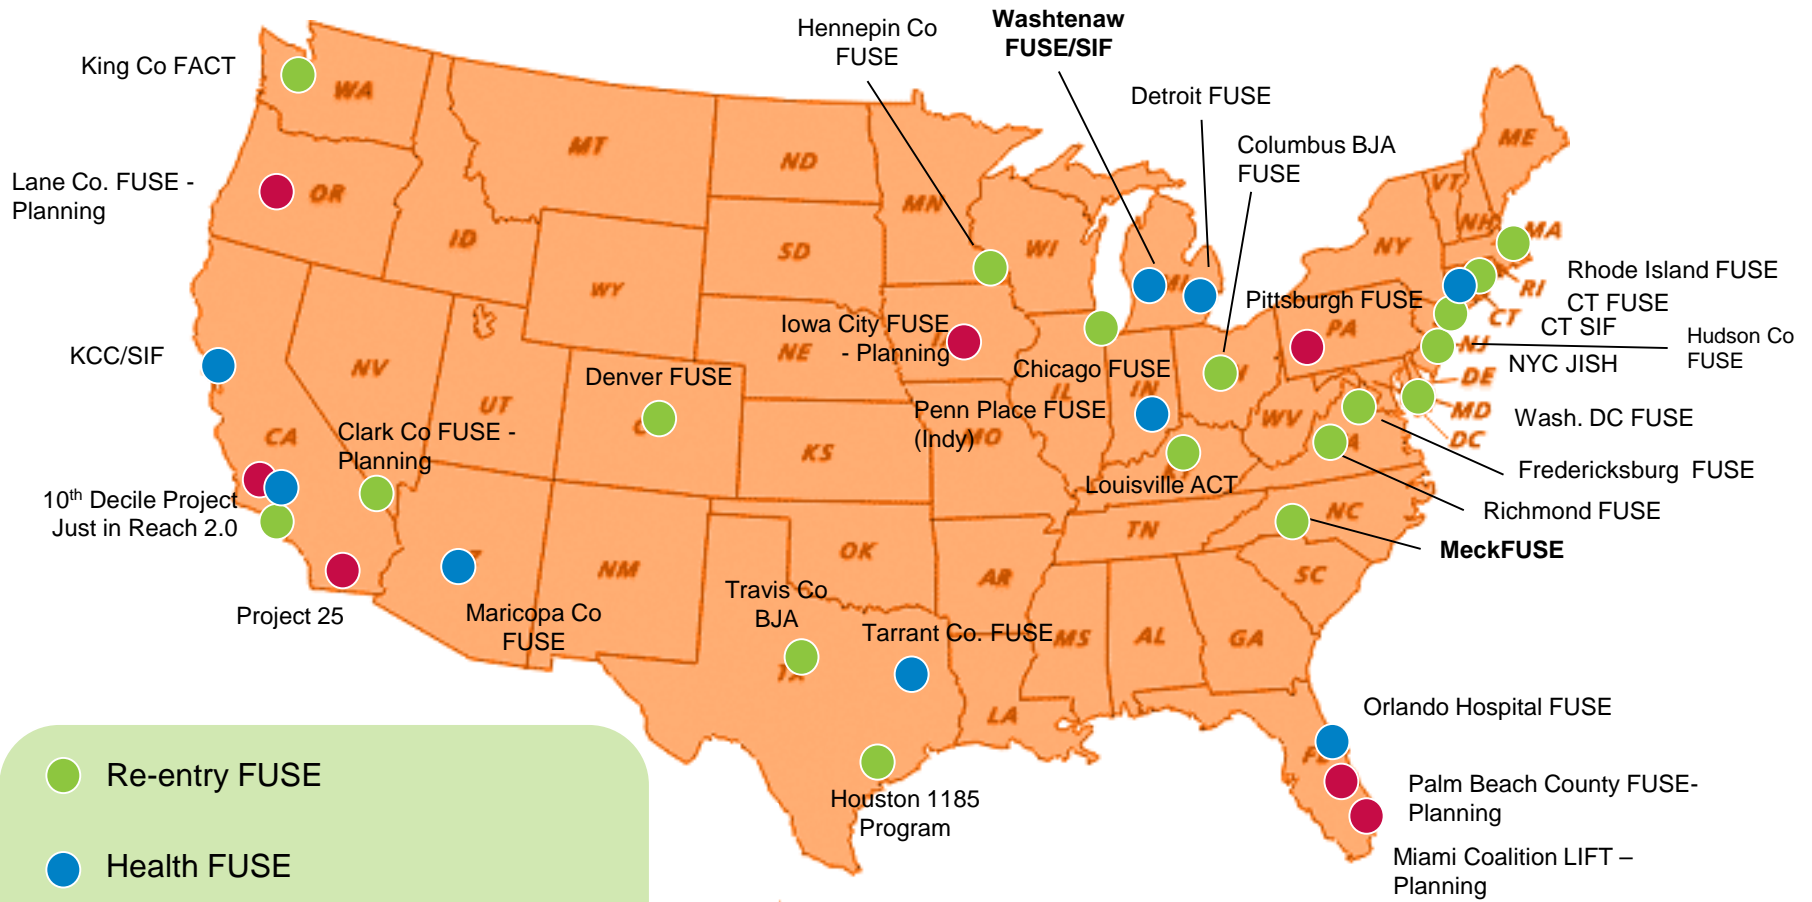 Hennepin Co
FUSE
Washtenaw
FUSE/SIF
King Co FACT
Detroit FUSE
Columbus BJA
FUSE
Lane Co. FUSE -
Planning
WA
MT
ND
ME
OR
ID
MN
VT
NH
MA
SD
WI
NY
WY
MI
Rhode Island FUSE
RI
CT FUSE
Pittsburgh FUSE
PA
CT
CT SIF
Iowa City FUSE
- Planning
Hudson Co
FUSE
NJ
NYC JISH
KCC/SIF
NV
NE
Chicago FUSE
Denver FUSE
DE
UT
IL
IN
Penn Place FUSE
(Indy)
WV
MD
Wash. DC FUSE
CA
Clark Co FUSE -
Planning
KS
MO
DC
Fredericksburg FUSE
Louisville ACT
10th Decile Project
Just in Reach 2.0
Richmond FUSE
NC
TN
MeckFUSE
OK
NM
AR
SC
Project 25
Maricopa Co
FUSE
Travis Co
BJA
Tarrant Co. FUSE
MS
AL
GA
TX
LA
Orlando Hospital FUSE
Palm Beach County FUSE-
Planning
Houston 1185
Program
Miami Coalition LIFT –
Planning
Re-entry FUSE
Health FUSE